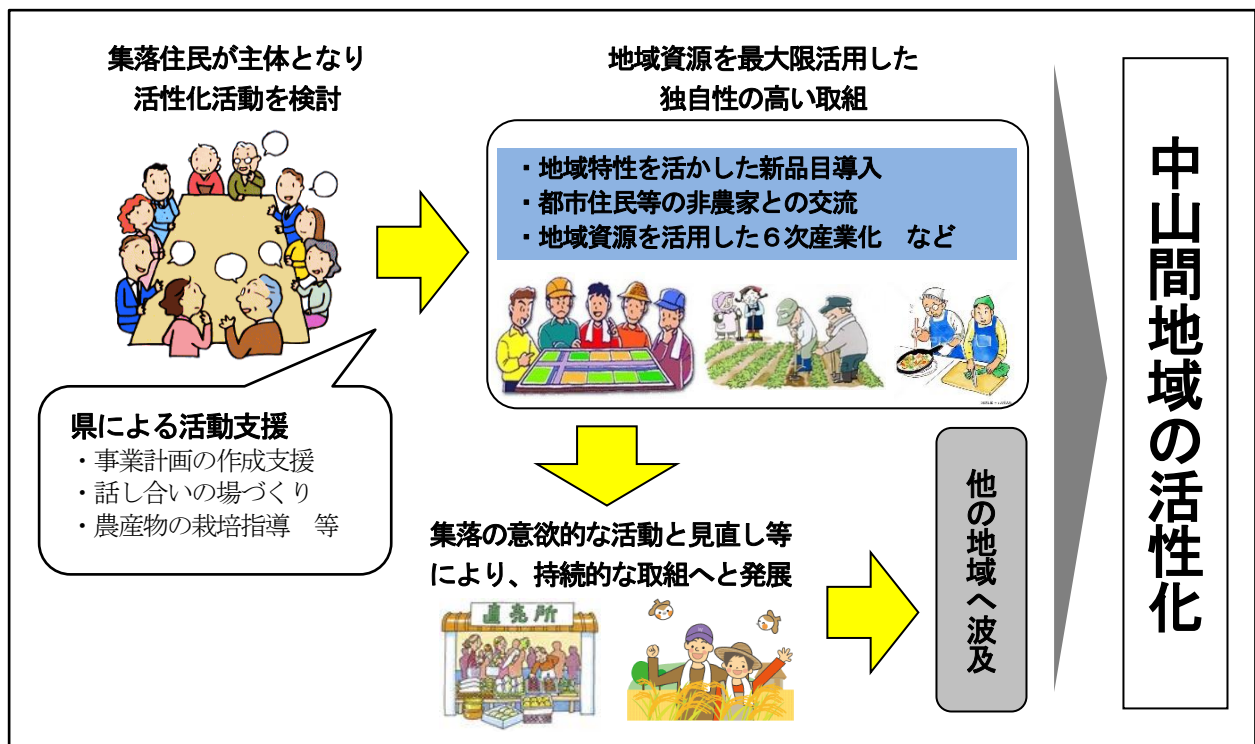 集落住民が主体となり
活性化活動を検討
地域資源を最大限活用した
独自性の高い取組
・地域特性を活かした新品目導入
・都市住民等の非農家との交流
・地域資源を活用した６次産業化　など
県による活動支援
・事業計画の作成支援
・話し合いの場づくり
・農産物の栽培指導　等
集落の意欲的な活動と見直し等
により、持続的な取組へと発展
直売所
他の地域へ波及
中山間地域の活性化